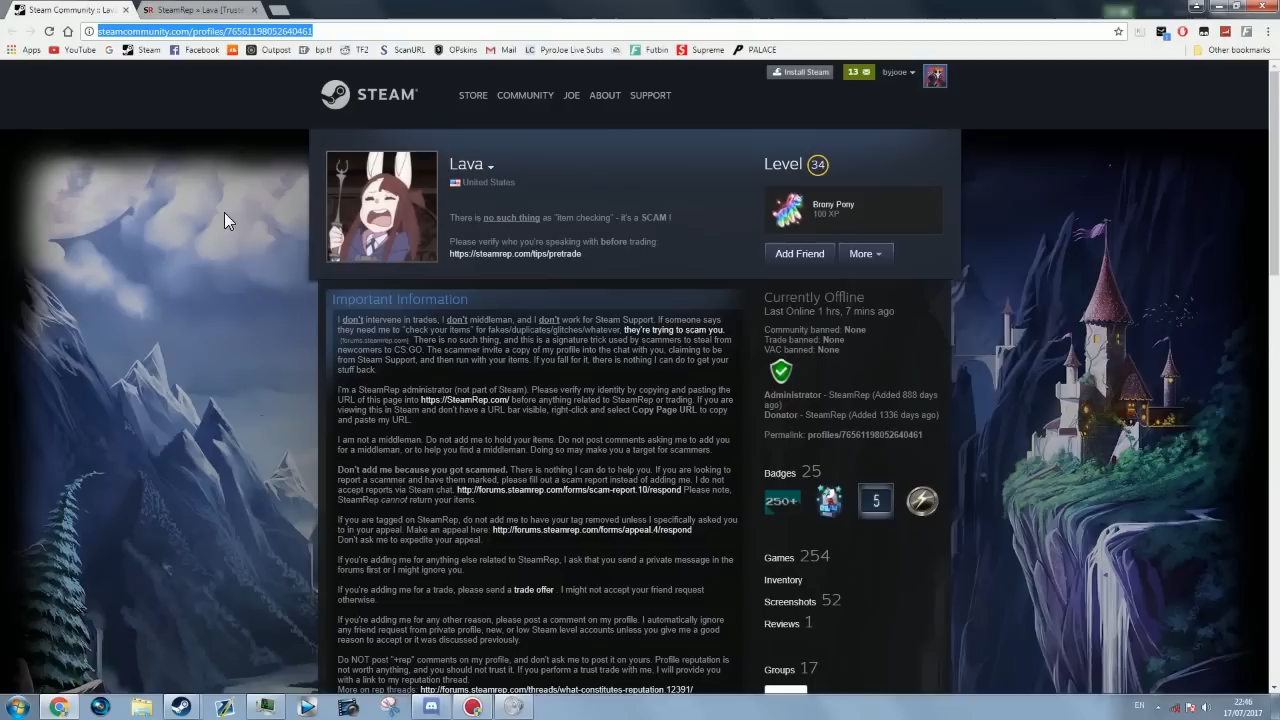 Steam Community :: Lava
SteamRep » Lava [Truste
steamcommunity.com/profiles/76561198052640461
Apps YouTube Steam Facebook Outpost bp.tf TF2 ScanURL OPskins Mail PyroJoe Live Subs Futbin Supreme PALACE Other bookmarks
Install Steam 13 byjooe
STEAM STORE COMMUNITY JOE ABOUT SUPPORT
Lava
United States
There is no such thing as "item checking" - it's a SCAM !
Please verify who you're speaking with before trading:
https://steamrep.com/tips/pretrade
Level 34
Brony Pony
100 XP
Add Friend More
Important Information
I don't intervene in trades, I don't middleman, and I don't work for Steam Support. If someone says
they need me to "check your items" for fakes/duplicates/glitches/whatever, they're trying to scam you.
[forums.steamrep.com] There is no such thing, and this is a signature trick used by scammers to steal from
newcomers to CS:GO. The scammer invite a copy of my profile into the chat with you, claiming to be
from Steam Support, and then run with your items. If you fall for it, there is nothing I can do to get your
stuff back.
I'm a SteamRep administrator (not part of Steam). Please verify my identity by copying and pasting the
URL of this page into https://SteamRep.com/ before anything related to SteamRep or trading. If you are
viewing this in Steam and don't have a URL bar visible, right-click and select Copy Page URL to copy
and paste my URL.
I am not a middleman. Do not add me to hold your items. Do not post comments asking me to add you
for or to help you find a middleman. Doing so may make you a target for scammers.
Don't add me because you got scammed. There is nothing I can do to help you. If you are looking to
report a scammer and have them marked, please fill out a scam report instead of adding me. I do not
accept reports via Steam chat. http://forums.steamrep.com/forms/scam-report.10/respond Please note,
SteamRep cannot return your items.
If you are tagged on SteamRep, do not add me to have your tag removed unless I specifically asked you
to in your appeal. Make an appeal here: http://forums.steamrep.com/forms/appeal.4/respond
Don't ask me to expedite your appeal.
If you're adding me for anything else related to SteamRep, I ask that you send a private message in the
forums first or I might ignore you.
If you're adding me for a trade, please send a trade offer . I might not accept your friend request
otherwise.
If you're adding me for any other reason, please post a comment on my profile. I automatically ignore
any friend request from private profile, new, or low Steam level accounts unless you give me a good
reason to accept or it was discussed previously.
Do NOT post "+rep" comments on my profile, and don't ask me to post it on yours. Profile reputation is
not worth anything, and you should not trust it. If you perform a trust trade with me, I will provide you
with a link to my reputation thread.
More on rep threads: http://forums.steamrep.com/threads/what-constitutes-reputation.12391/
Currently Offline
Last Online 1 hrs, 7 mins ago
Community banned: None
Trade banned: None
VAC banned: None
Administrator - SteamRep (Added 888 days
ago)
Donator - SteamRep (Added 1336 days ago)
Permalink: profiles/76561198052640461
Badges 25
250+ 5
Games 254
Inventory
Screenshots 52
Reviews 1
Groups 17
EN 22:46
17/07/2017